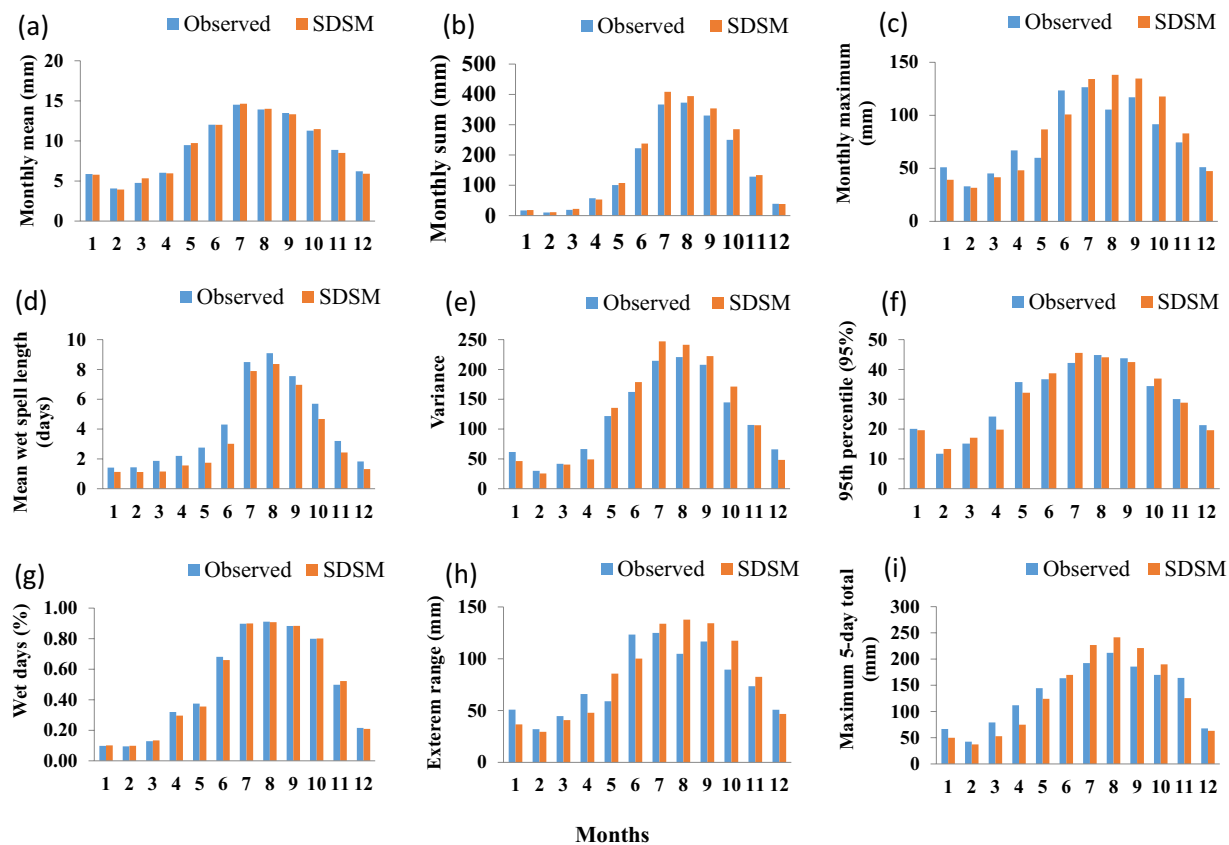 (a)
Observed SDSM
Monthly mean (mm)
20
15
10
5
0
1 2 3 4 5 6 7 8 9 10 11 12
(b)
Observed SDSM
Monthly sum (mm)
500
400
300
200
100
0
1 2 3 4 5 6 7 8 9 10 11 12
(c)
Observed SDSM
Monthly maximum
(mm)
150
100
50
0
1 2 3 4 5 6 7 8 9 10 11 12
(d)
Observed SDSM
Mean wet spell length
(days)
10
8
6
4
2
0
1 2 3 4 5 6 7 8 9 10 11 12
(e)
Observed SDSM
Variance
250
200
150
100
50
0
1 2 3 4 5 6 7 8 9 10 11 12
(f)
Observed SDSM
95th percentile (95%)
50
40
30
20
10
0
1 2 3 4 5 6 7 8 9 10 11 12
(g)
Observed SDSM
Wet days (%)
1.00
0.80
0.60
0.40
0.20
0.00
1 2 3 4 5 6 7 8 9 10 11 12
(h)
Observed SDSM
Exterem range (mm)
150
100
50
0
1 2 3 4 5 6 7 8 9 10 11 12
(i)
Observed SDSM
Maximum 5-day total
(mm)
300
250
200
150
100
50
0
1 2 3 4 5 6 7 8 9 10 11 12
Months